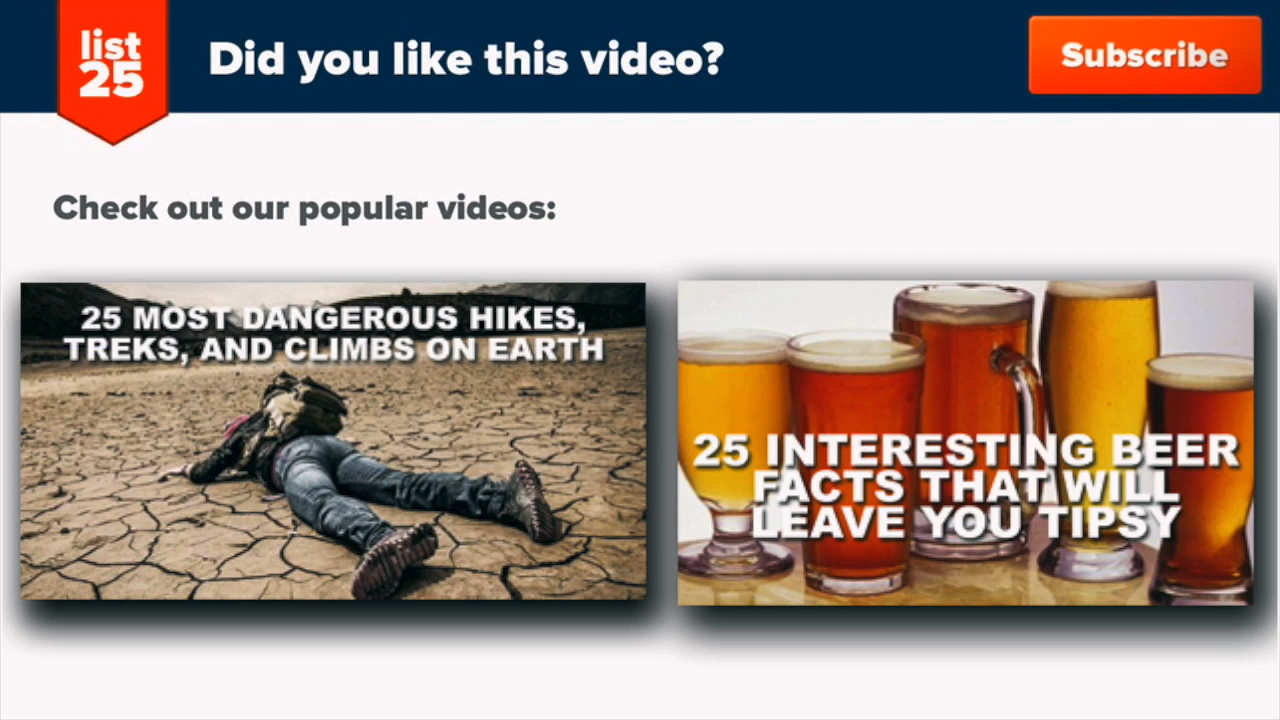 list
25
Did you like this video?
Subscribe
Check out our popular videos:
25 MOST DANGEROUS HIKES,
TREKS, AND CLIMBS ON EARTH
25 INTERESTING BEER
FACTS THAT WILL
LEAVE YOU TIPSY